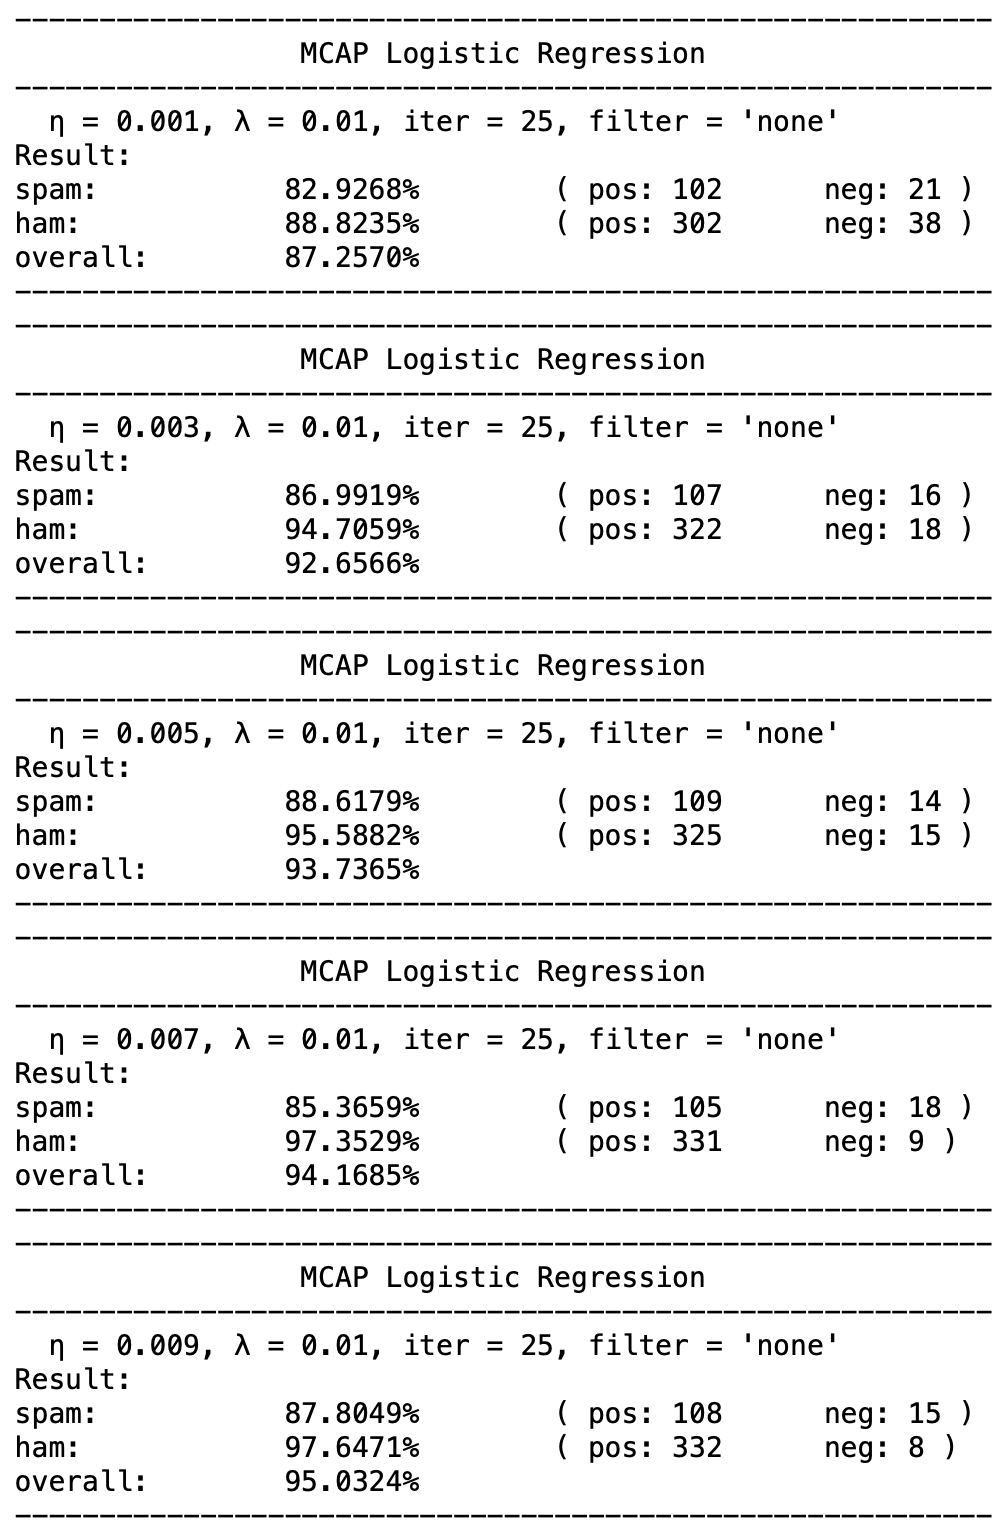 ----------------------------------------------------------
MCAP Logistic Regression
----------------------------------------------------------
η = 0.001, λ = 0.01, iter = 25, filter = 'none'
Result:
spam: 82.9268% ( pos: 102 neg: 21 )
ham: 88.8235% ( pos: 302 neg: 38 )
overall: 87.2570%
----------------------------------------------------------
----------------------------------------------------------
MCAP Logistic Regression
----------------------------------------------------------
η = 0.003, λ = 0.01, iter = 25, filter = 'none'
Result:
spam: 86.9919% ( pos: 107 neg: 16 )
ham: 94.7059% ( pos: 322 neg: 18 )
overall: 92.6566%
----------------------------------------------------------
----------------------------------------------------------
MCAP Logistic Regression
----------------------------------------------------------
η = 0.005, λ = 0.01, iter = 25, filter = 'none'
Result:
spam: 88.6179% ( pos: 109 neg: 14 )
ham: 95.5882% ( pos: 325 neg: 15 )
overall: 93.7365%
----------------------------------------------------------
----------------------------------------------------------
MCAP Logistic Regression
----------------------------------------------------------
η = 0.007, λ = 0.01, iter = 25, filter = 'none'
Result:
spam: 85.3659% ( pos: 105 neg: 18 )
ham: 97.3529% ( pos: 331 neg: 9 )
overall: 94.1685%
----------------------------------------------------------
----------------------------------------------------------
MCAP Logistic Regression
----------------------------------------------------------
η = 0.009, λ = 0.01, iter = 25, filter = 'none'
Result:
spam: 87.8049% ( pos: 108 neg: 15 )
ham: 97.6471% ( pos: 332 neg: 8 )
overall: 95.0324%
----------------------------------------------------------